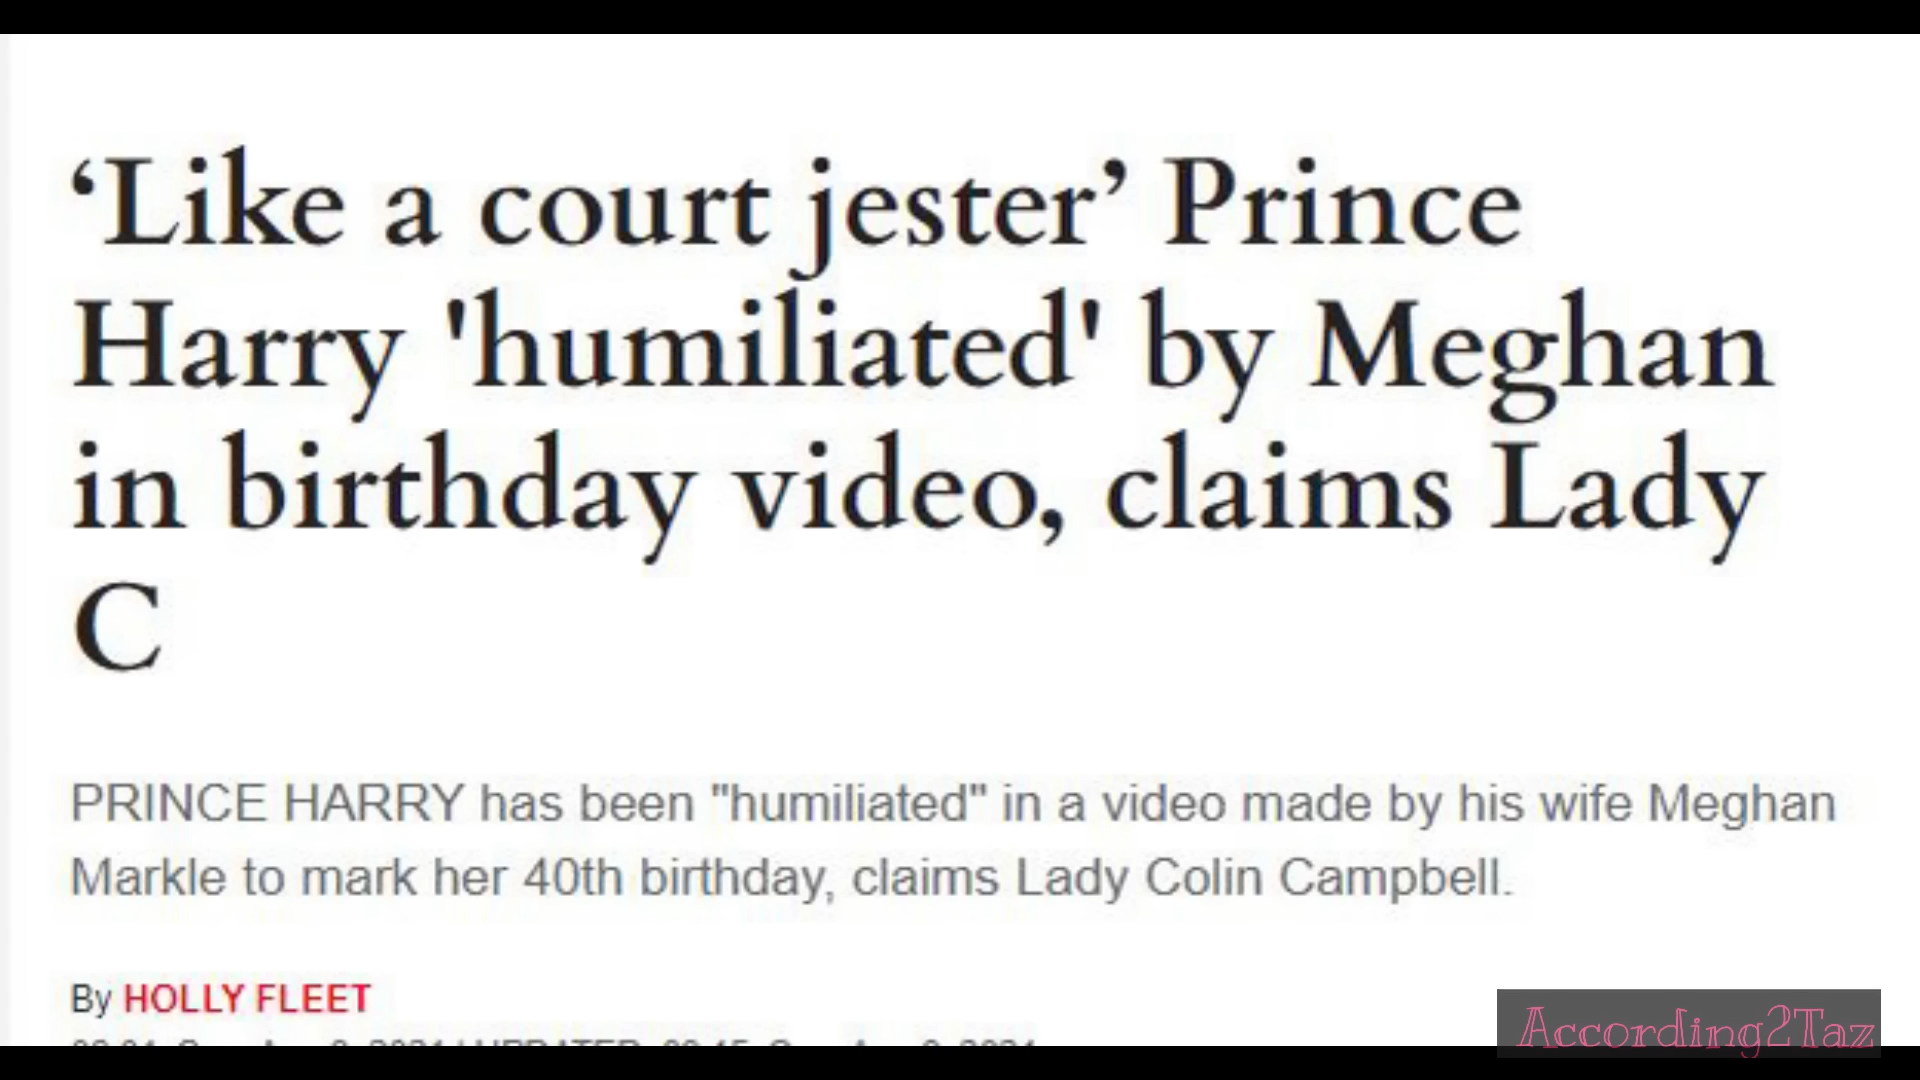 ‘Like a court jester’ Prince
Harry 'humiliated' by Meghan
in birthday video, claims Lady
C
PRINCE HARRY has been "humiliated" in a video made by his wife Meghan
Markle to mark her 40th birthday, claims Lady Colin Campbell.
By HOLLY FLEET
According2Taz